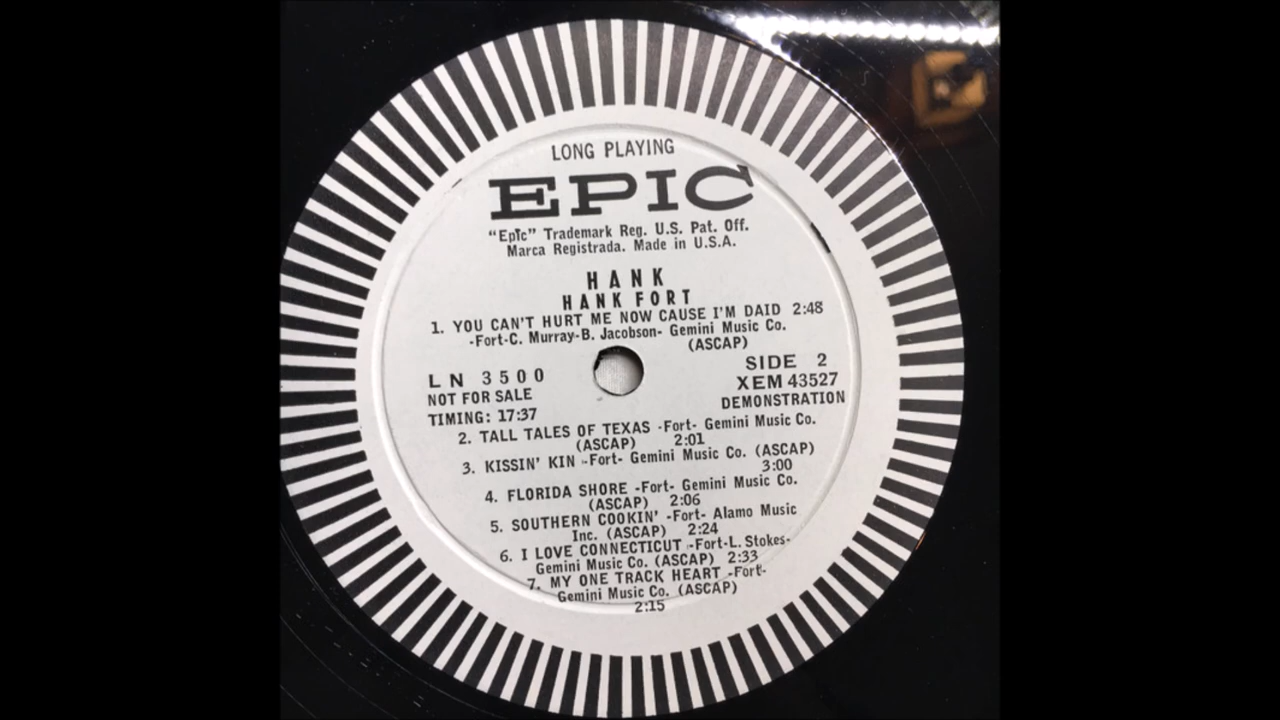 LONG PLAYING
EPIC
"Epic" Trademark Reg. U.S. Pat. Off.
Marca Registrada. Made in U.S.A.
HANK
HANK FORT
1. YOU CAN'T HURT ME NOW CAUSE I'M DAID 2:48
-Fort-C. Murray-B. Jacobson- Gemini Music Co.
(ASCAP)
LN 3500
NOT FOR SALE
TIMING: 17:37
SIDE 2
XEM 43527
DEMONSTRATION
2. TALL TALES OF TEXAS -Fort- Gemini Music Co.
(ASCAP) 2:01
3. KISSIN' KIN -Fort- Gemini Music Co. (ASCAP)
3:00
4. FLORIDA SHORE -Fort- Gemini Music Co.
(ASCAP) 2:06
5. SOUTHERN COOKIN' -Fort- Alamo Music
Inc. (ASCAP) 2:24
6. I LOVE CONNECTICUT -Fort-L. Stokes-
Gemini Music Co. (ASCAP) 2:33
7. MY ONE TRACK HEART -Fort-
Gemini Music Co. (ASCAP)
2:15